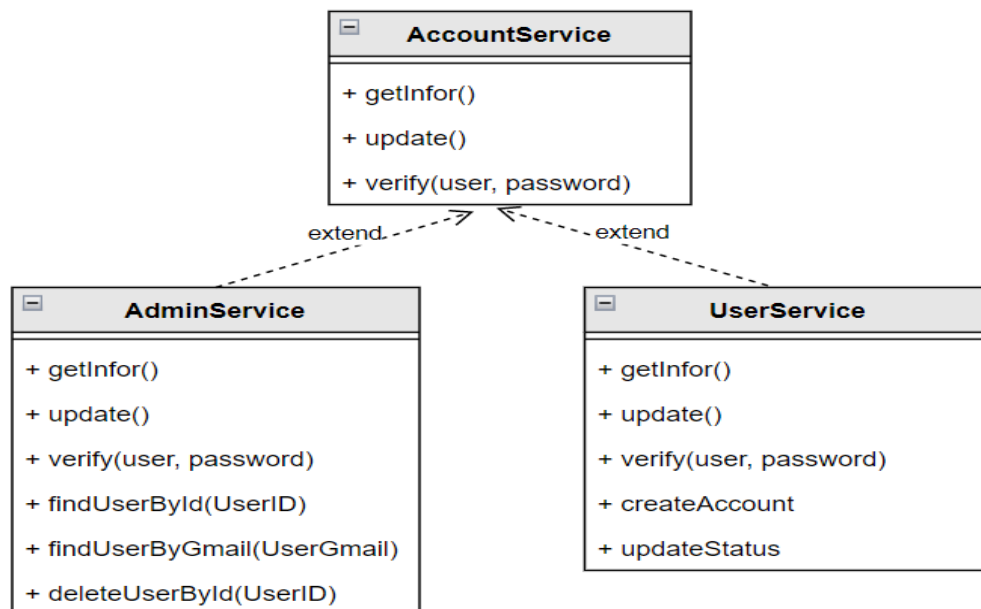 AccountService
+ getInfor()
+ update()
+ verify(user, password)
extend
extend
AdminService
+ getInfor()
+ update()
+ verify(user, password)
+ findUserById(UserID)
+ findUserByGmail(UserGmail)
+ deleteUserById(UserID)
UserService
+ getInfor()
+ update()
+ verify(user, password)
+ createAccount
+ updateStatus